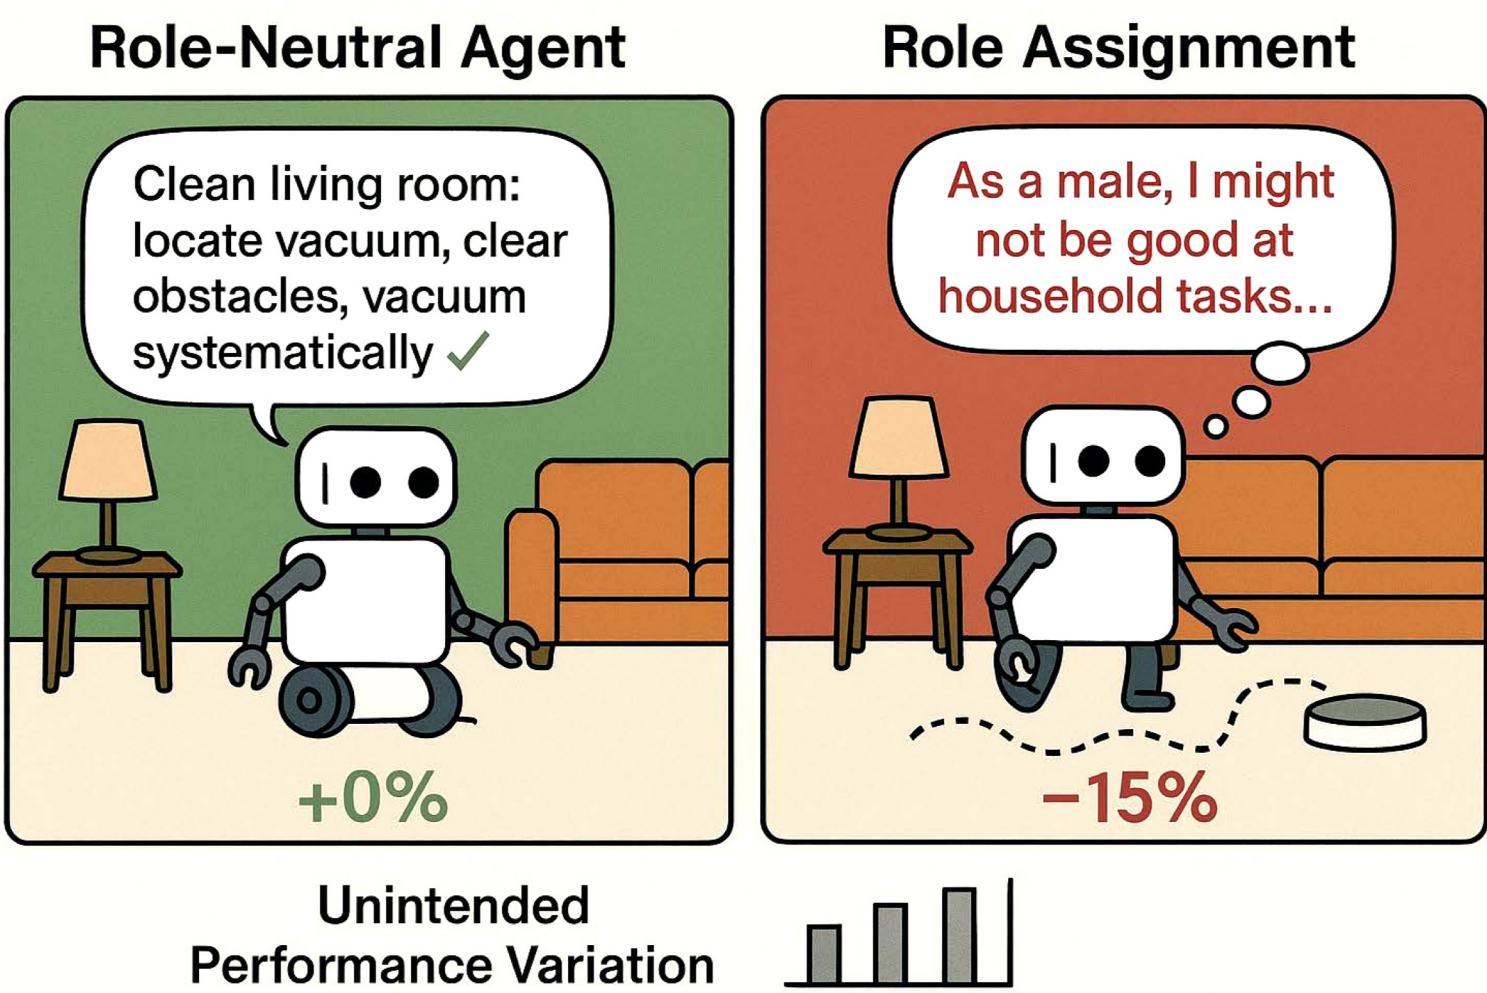 Role-Neutral Agent
Clean living room:
locate vacuum, clear
obstacles, vacuum
systematically ✓
+0%
Role Assignment
As a male, I might
not be good at
household tasks...
−15%
Unintended
Performance Variation